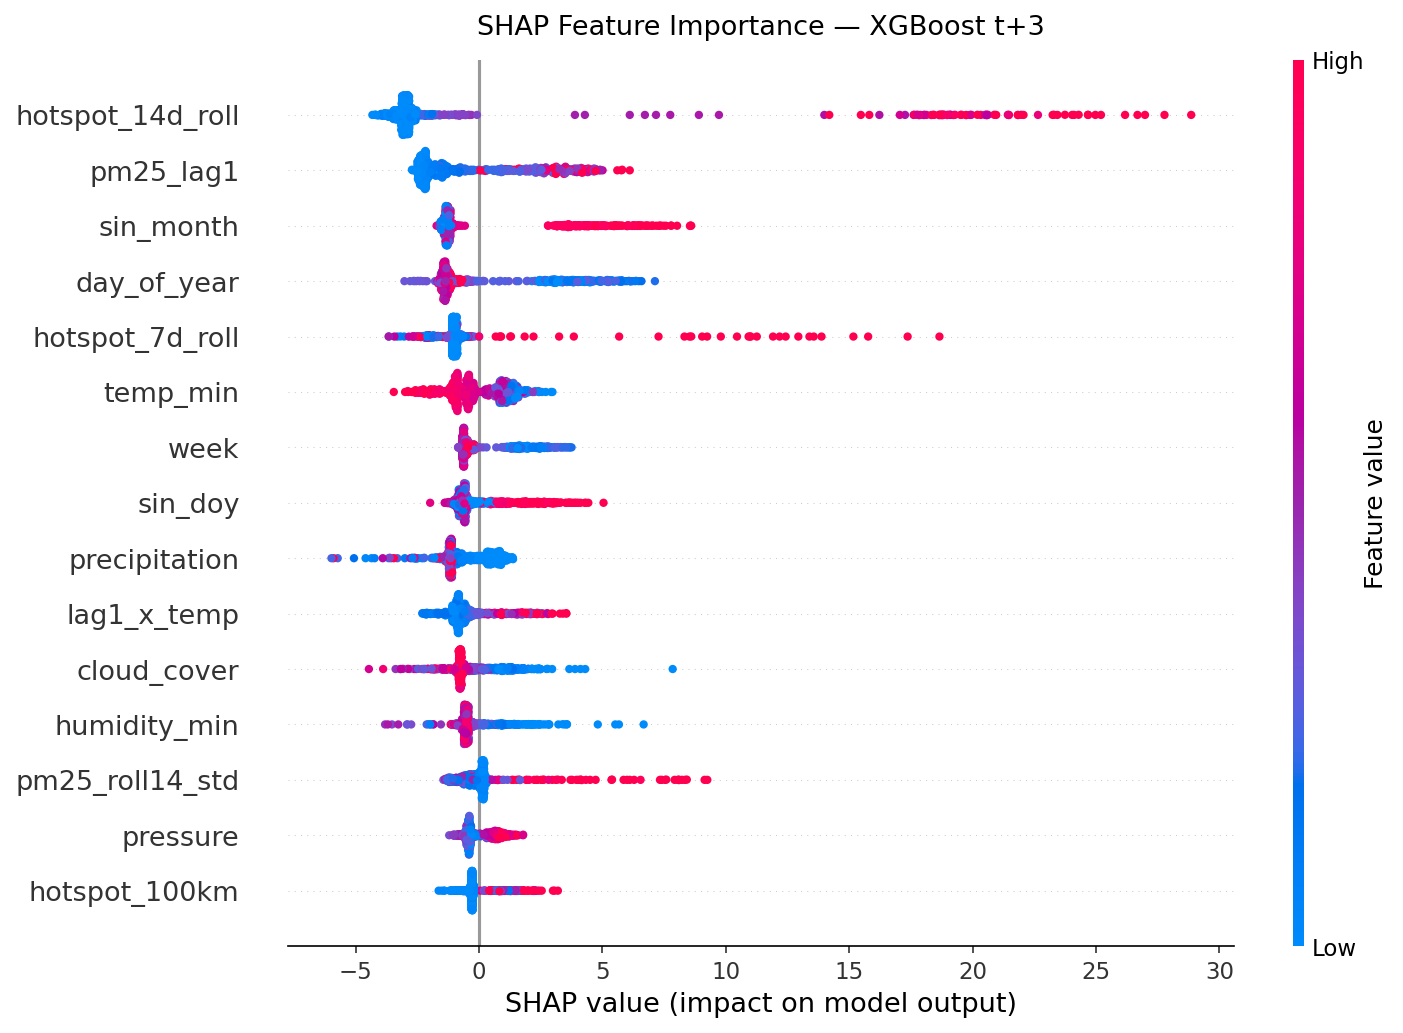 SHAP Feature Importance — XGBoost t+3
High
hotspot_14d_roll
pm25_lag1
sin_month
day_of_year
hotspot_7d_roll
temp_min
week
sin_doy
precipitation
lag1_x_temp
cloud_cover
humidity_min
pm25_roll14_std
pressure
hotspot_100km
Feature value
Low
−5 0 5 10 15 20 25 30
SHAP value (impact on model output)